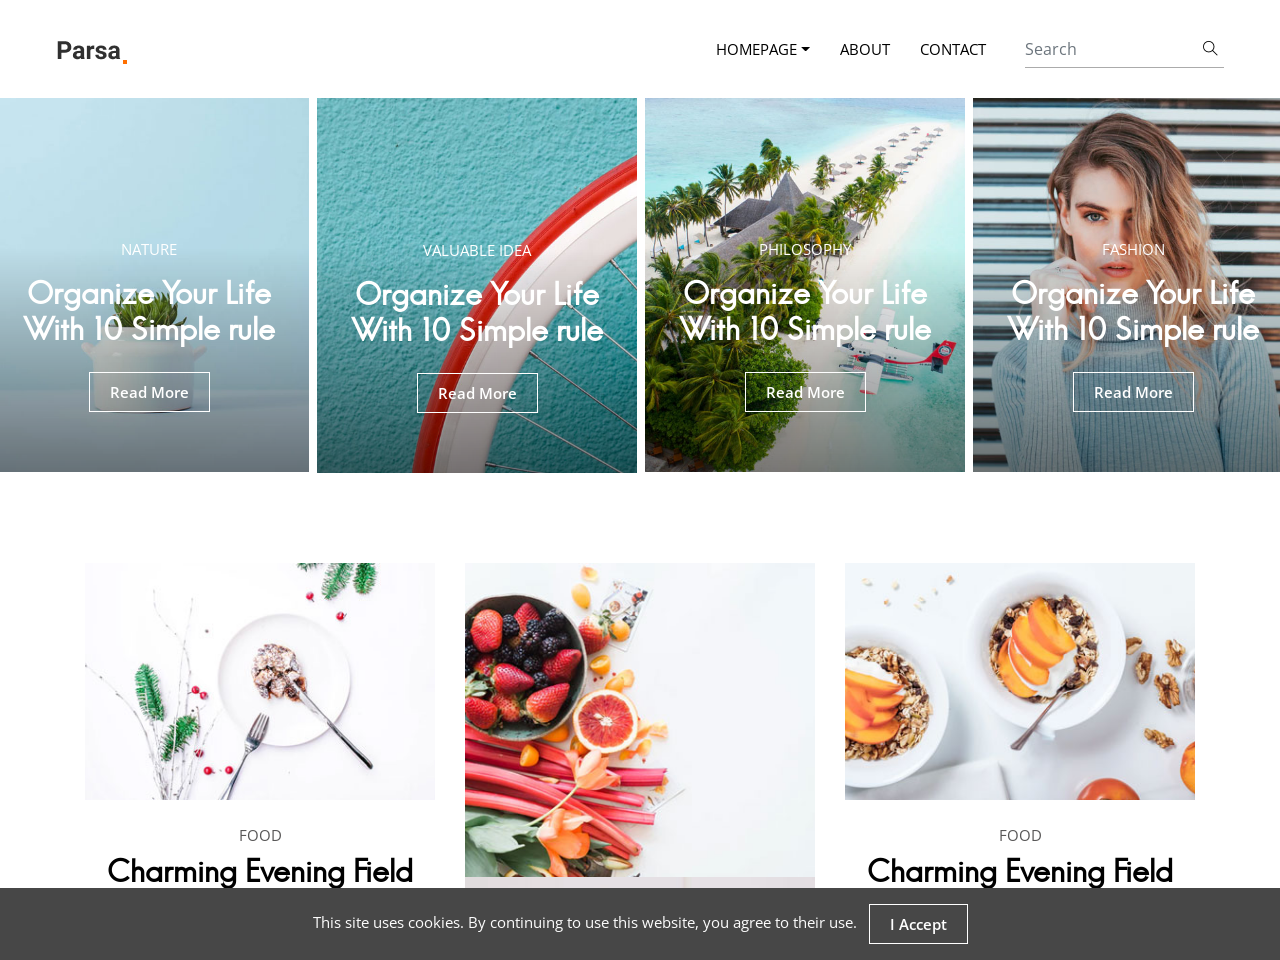 Parsa.
HOMEPAGE
ABOUT
CONTACT
Search
NATURE
Organize Your Life
With 10 Simple rule
Read More
VALUABLE IDEA
Organize Your Life
With 10 Simple rule
Read More
PHILOSOPHY
Organize Your Life
With 10 Simple rule
Read More
FASHION
Organize Your Life
With 10 Simple rule
Read More
FOOD
Charming Evening Field
FOOD
Charming Evening Field
This site uses cookies. By continuing to use this website, you agree to their use.
I Accept